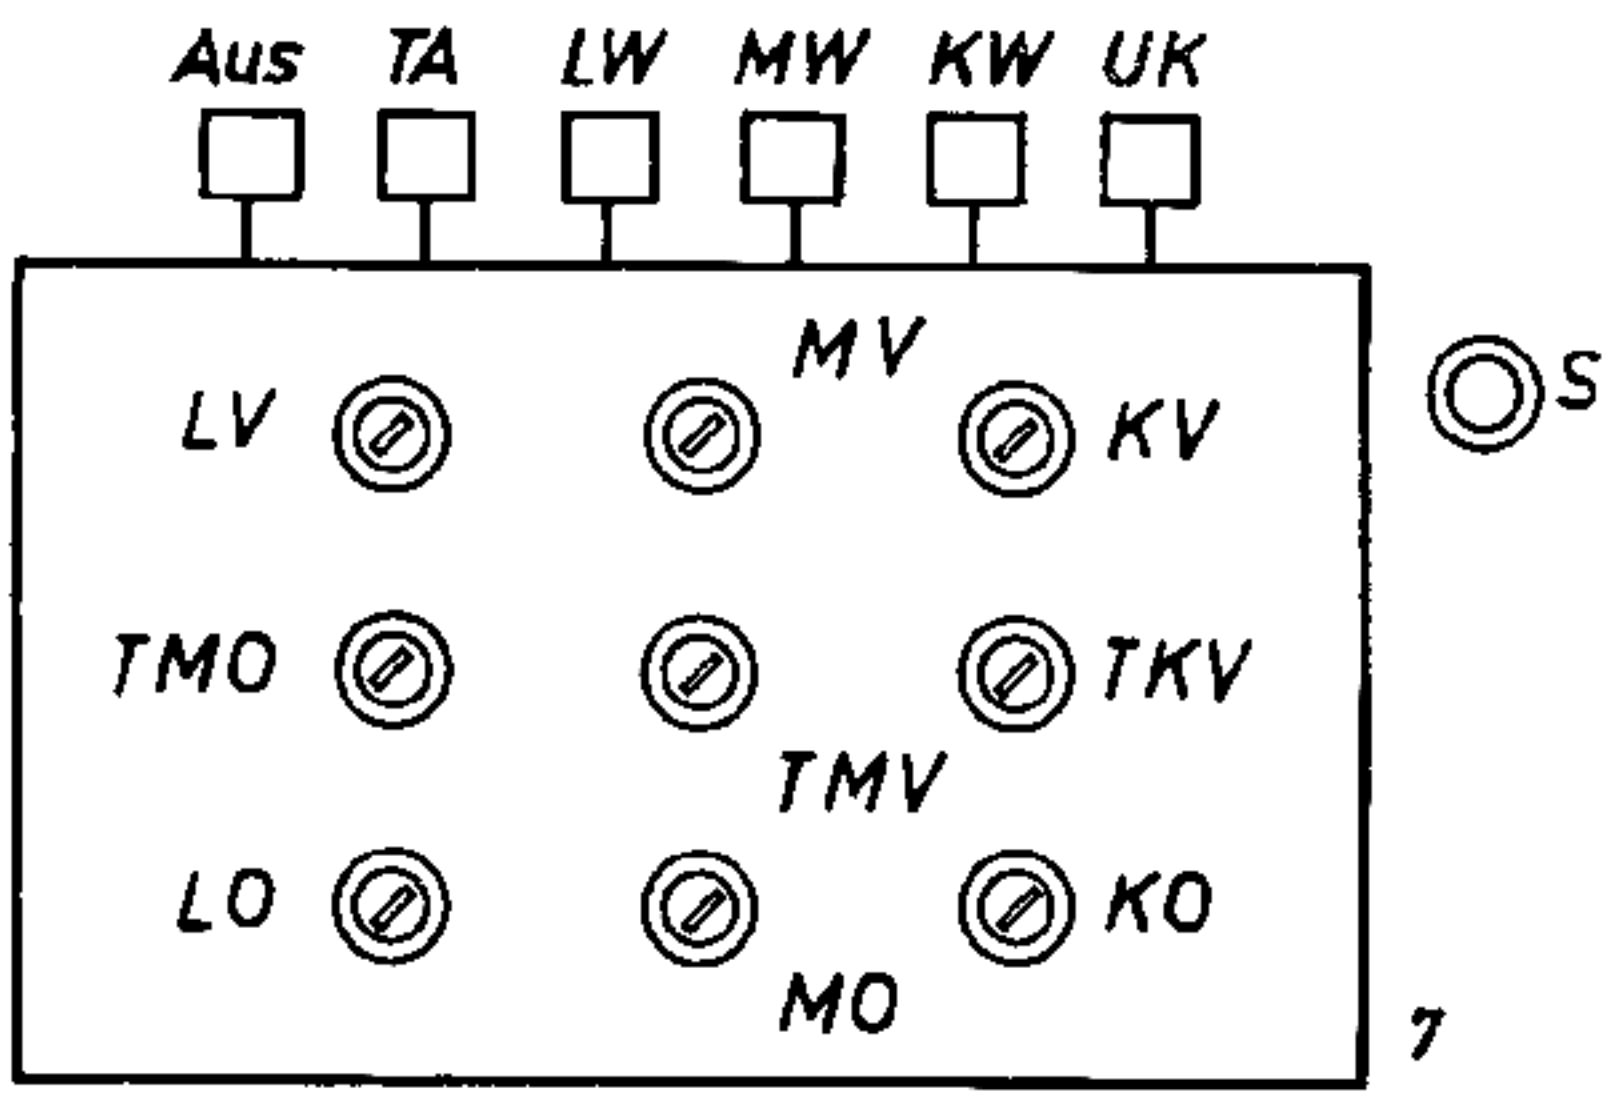 Aus TA LW MW KW UK
MV
LV KV S
TMO TKV
TMV
LO KO
MO
7